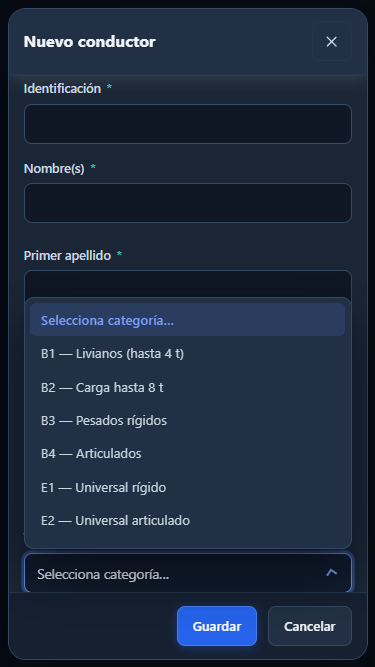 Nuevo conductor
Identificación *
Nombre(s) *
Primer apellido *
Selecciona categoría...
B1 — Livianos (hasta 4 t)
B2 — Carga hasta 8 t
B3 — Pesados rígidos
B4 — Articulados
E1 — Universal rígido
E2 — Universal articulado
Selecciona categoría...
Guardar Cancelar